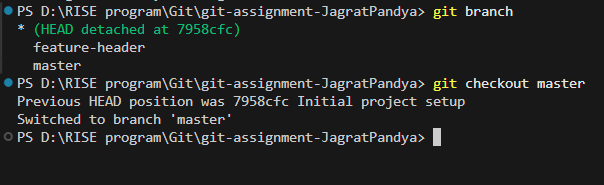 PS D:\RISE program\Git\git-assignment-JagratPandya> git branch
* (HEAD detached at 7958cfc)
feature-header
master
PS D:\RISE program\Git\git-assignment-JagratPandya> git checkout master
Previous HEAD position was 7958cfc Initial project setup
Switched to branch 'master'
PS D:\RISE program\Git\git-assignment-JagratPandya>